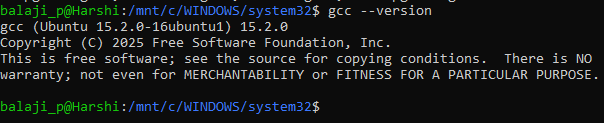 balaji_p@Harshi:/mnt/c/WINDOWS/system32$ gcc --version
gcc (Ubuntu 15.2.0-16ubuntu1) 15.2.0
Copyright (C) 2025 Free Software Foundation, Inc.
This is free software; see the source for copying conditions.  There is NO
warranty; not even for MERCHANTABILITY or FITNESS FOR A PARTICULAR PURPOSE.
balaji_p@Harshi:/mnt/c/WINDOWS/system32$